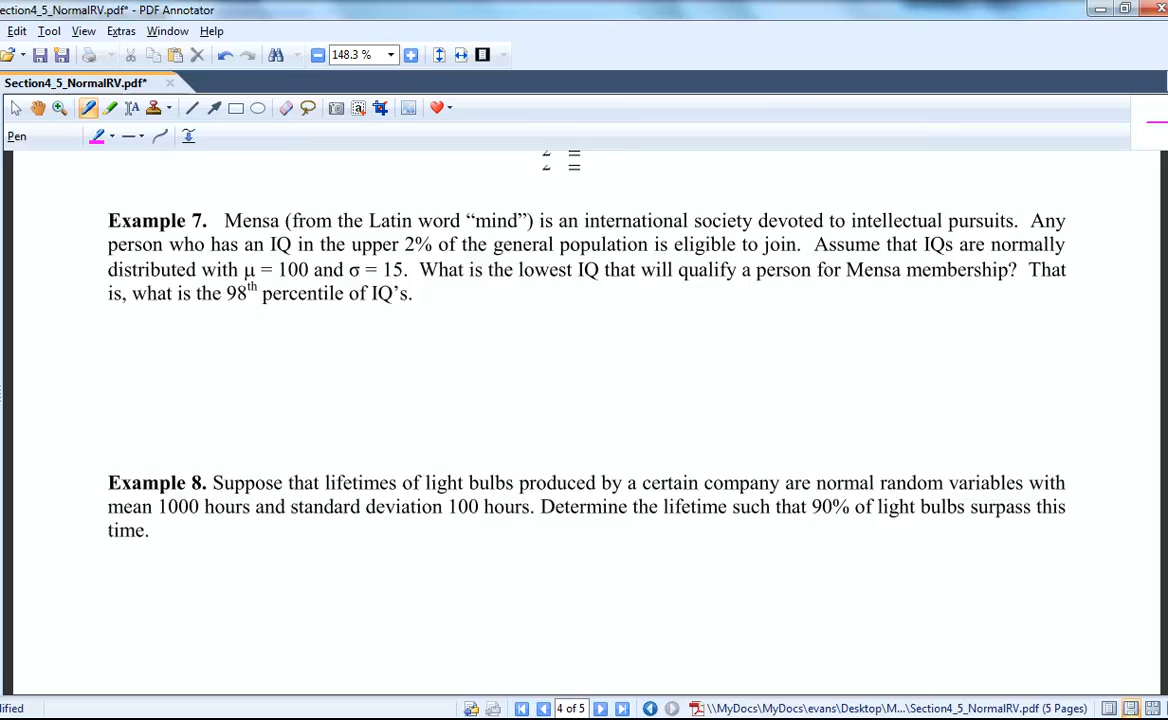 ection4_5_NormalRV.pdf* - PDF Annotator
Edit Tool View Extras Window Help
148.3 %
Section4_5_NormalRV.pdf*
Pen
Example 7. Mensa (from the Latin word “mind”) is an international society devoted to intellectual pursuits. Any
person who has an IQ in the upper 2% of the general population is eligible to join. Assume that IQs are normally
distributed with μ = 100 and σ = 15. What is the lowest IQ that will qualify a person for Mensa membership? That
is, what is the 98th percentile of IQ’s.
Example 8. Suppose that lifetimes of light bulbs produced by a certain company are normal random variables with
mean 1000 hours and standard deviation 100 hours. Determine the lifetime such that 90% of light bulbs surpass this
time.
ified 4 of 5 \\MyDocs\MyDocs\evans\Desktop\M...\Section4_5_NormalRV.pdf (5 Pages)